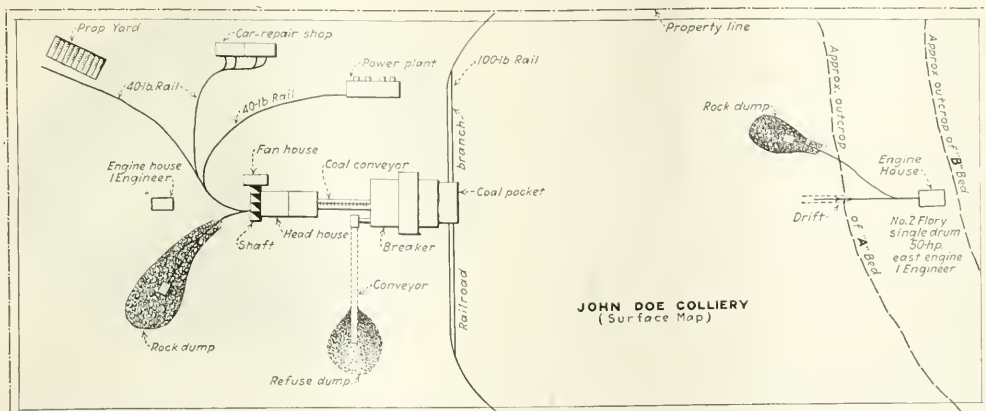 Prop Yard
Car-repair shop
Power plant
40-lb. Rail
40-lb Rail
Engine house
1 Engineer
Fan house
Coal conveyor
Shaft
Head house
Breaker
Coal pocket
Conveyor
Rock dump
Refuse dump
100-lb Rail
branch
Railroad
Property line
JOHN DOE COLLIERY
(Surface Map)
Rock dump
Drift
Approx. outcrop
of "A" Bed
Approx outcrop of "B" Bed
Engine
House
No. 2 Flory
single drum
50-hp.
east engine
1 Engineer